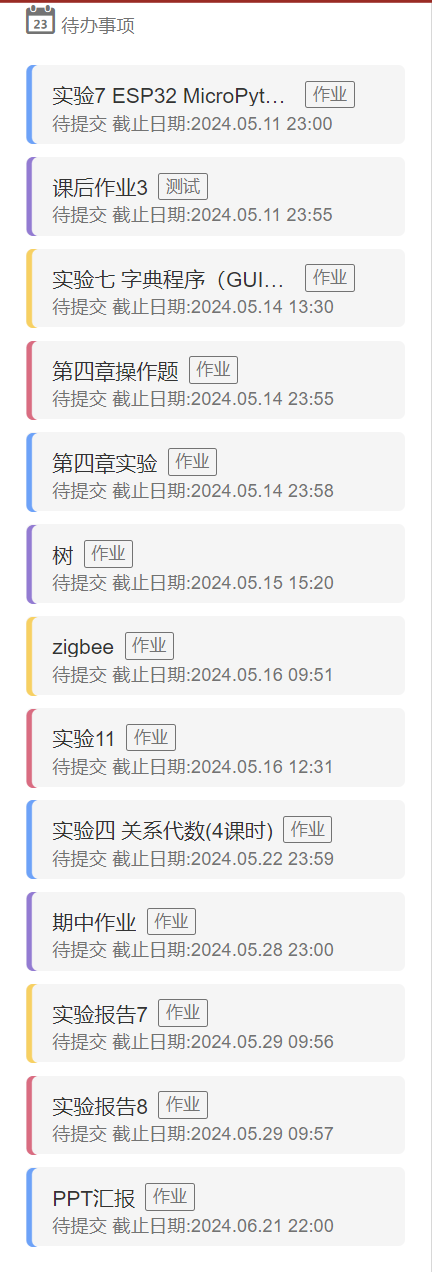 23 待办事项
实验7 ESP32 MicroPyt... 作业
待提交 截止日期:2024.05.11 23:00
课后作业3 测试
待提交 截止日期:2024.05.11 23:55
实验七 字典程序（GUI... 作业
待提交 截止日期:2024.05.14 13:30
第四章操作题 作业
待提交 截止日期:2024.05.14 23:55
第四章实验 作业
待提交 截止日期:2024.05.14 23:58
树 作业
待提交 截止日期:2024.05.15 15:20
zigbee 作业
待提交 截止日期:2024.05.16 09:51
实验11 作业
待提交 截止日期:2024.05.16 12:31
实验四 关系代数(4课时) 作业
待提交 截止日期:2024.05.22 23:59
期中作业 作业
待提交 截止日期:2024.05.28 23:00
实验报告7 作业
待提交 截止日期:2024.05.29 09:56
实验报告8 作业
待提交 截止日期:2024.05.29 09:57
PPT汇报 作业
待提交 截止日期:2024.06.21 22:00